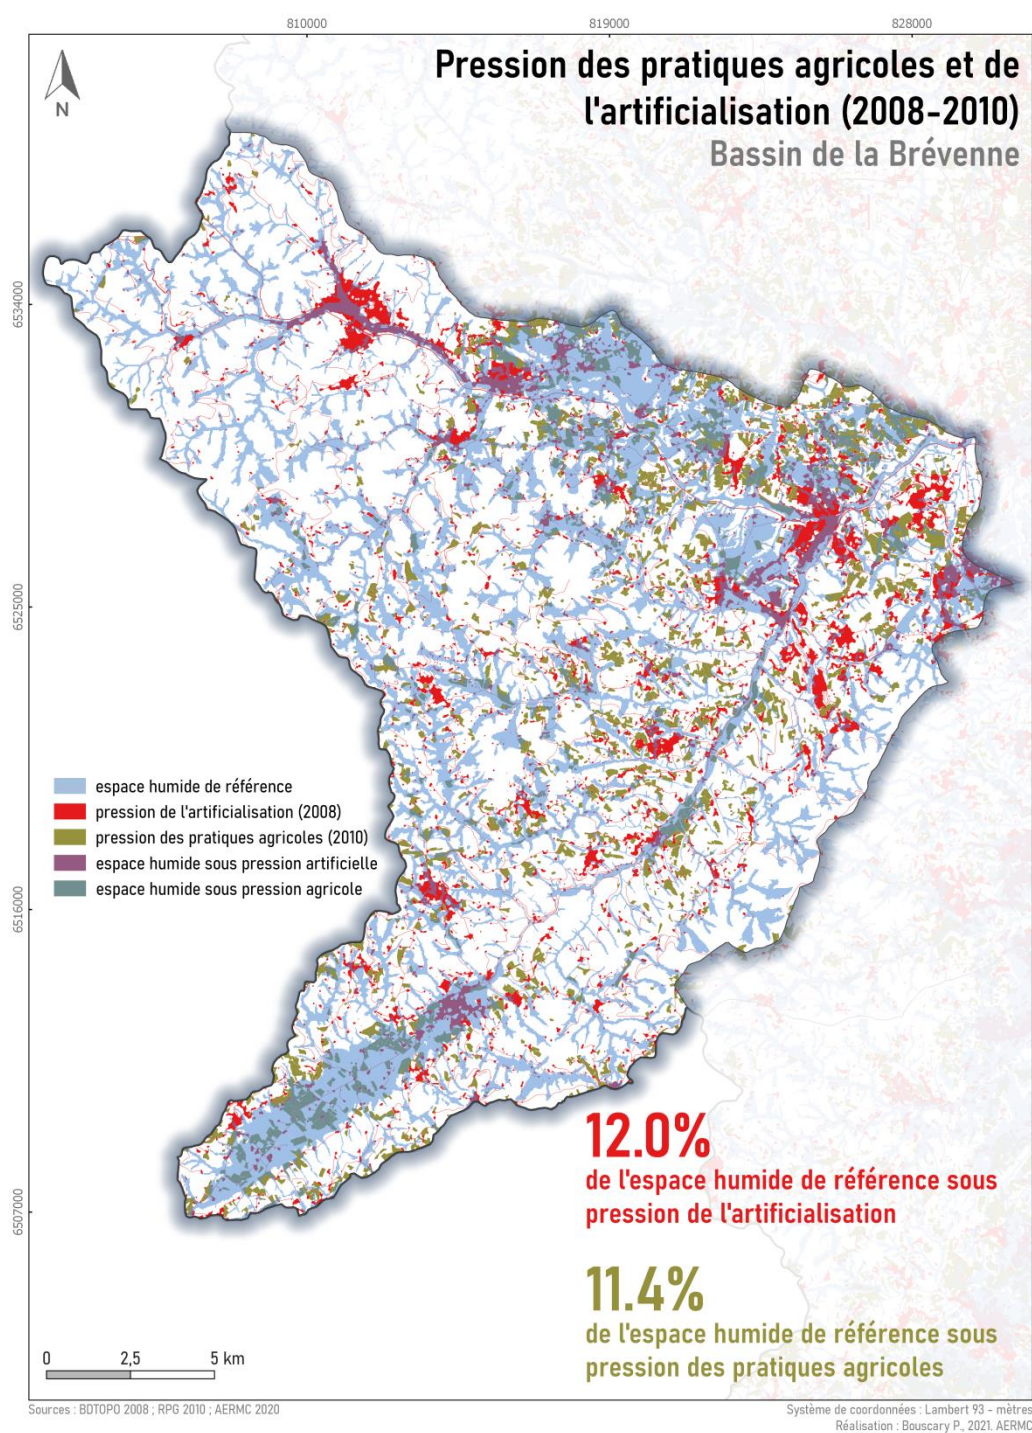 810000
819000
828000
Pression des pratiques agricoles et de
l'artificialisation (2008-2010)
Bassin de la Brévenne
N
6534000
6525000
6516000
6507000
espace humide de référence
pression de l'artificialisation (2008)
pression des pratiques agricoles (2010)
espace humide sous pression artificielle
espace humide sous pression agricole
12.0%
de l'espace humide de référence sous
pression de l'artificialisation
11.4%
de l'espace humide de référence sous
pression des pratiques agricoles
0 2,5 5 km
Sources : BDTOPO 2008 ; RPG 2010 ; AERMC 2020
Système de coordonnées : Lambert 93 - mètres
Réalisation : Bouscary P., 2021. AERMC